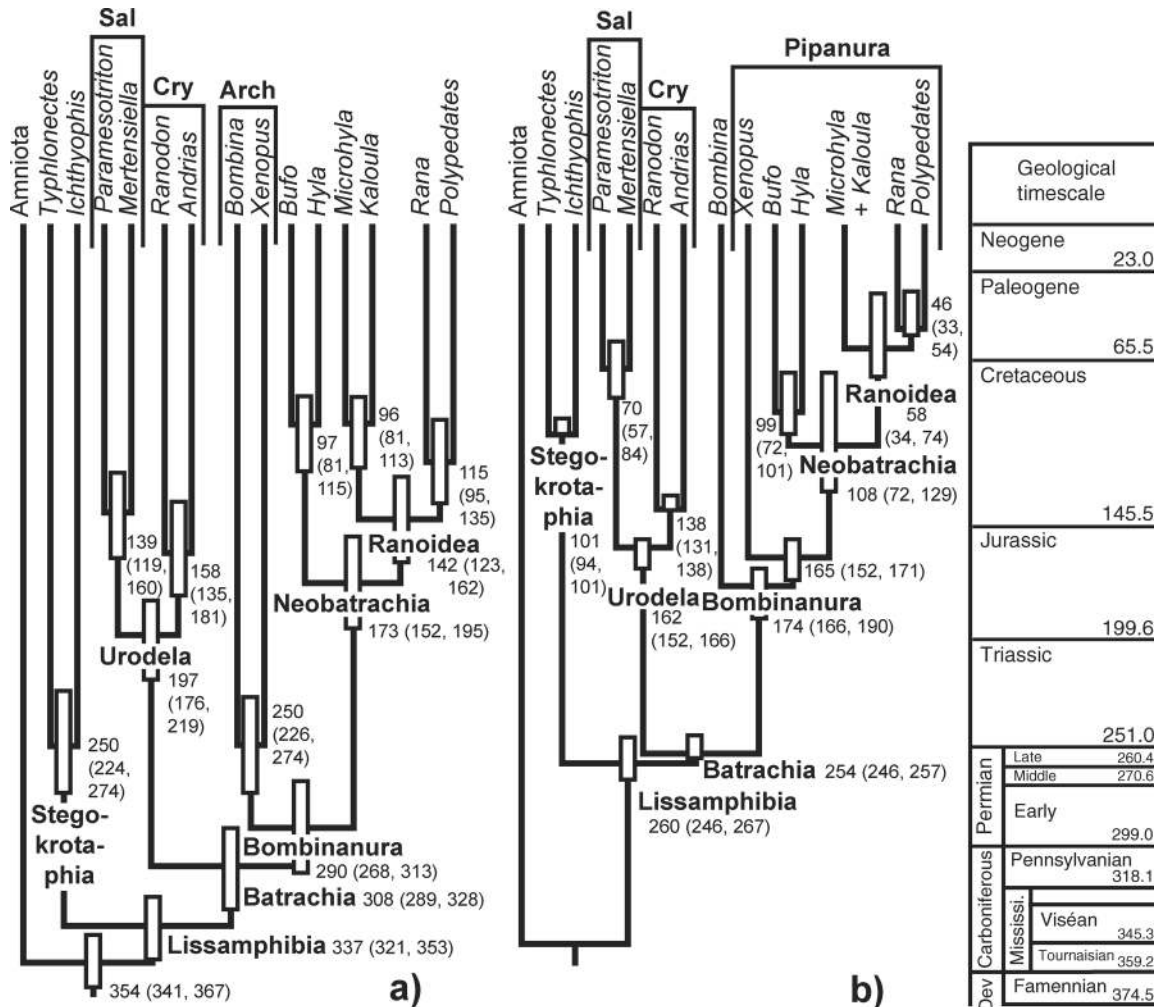 Sal
Cry
Arch
Amniota
Typhlonectes
Ichthyophis
Paramesotriton
Mertensiella
Ranodon
Andrias
Bombina
Xenopus
Bufo
Hyla
Microhyla
Kaloula
Rana
Polypedates
96
(81,
113)
97
(81,
115)
115
(95,
135)
139
(119,
160)
158
(135,
181)
Ranoidea
142 (123,
162)
Neobatrachia
173 (152, 195)
Urodela
197
(176,
219)
250
(224,
274)
250
(226,
274)
Stego-
krota-
phia
Bombinanura
290 (268, 313)
Batrachia 308 (289, 328)
Lissamphibia 337 (321, 353)
354 (341, 367)
a)
Sal
Cry
Pipanura
Amniota
Typhlonectes
Ichthyophis
Paramesotriton
Mertensiella
Ranodon
Andrias
Bombina
Xenopus
Bufo
Hyla
Microhyla
+ Kaloula
Rana
Polypedates
46
(33,
54)
Ranoidea
58
(34, 74)
70
(57,
84)
99
(72,
101)
Neobatrachia
108 (72, 129)
Stego-
krota-
phia
101
(94,
101)
138
(131,
138)
165 (152, 171)
Urodela
162
(152, 166)
Bombinanura
174 (166, 190)
Batrachia 254 (246, 257)
Lissamphibia
260 (246, 267)
b)
Geological
timescale
Neogene
23.0
Paleogene
65.5
Cretaceous
145.5
Jurassic
199.6
Triassic
251.0
Permian
Late 260.4
Middle 270.6
Early
299.0
Carboniferous
Pennsylvanian
318.1
Mississi.
Viséan
345.3
Tournaisian 359.2
Dev
Famennian 374.5